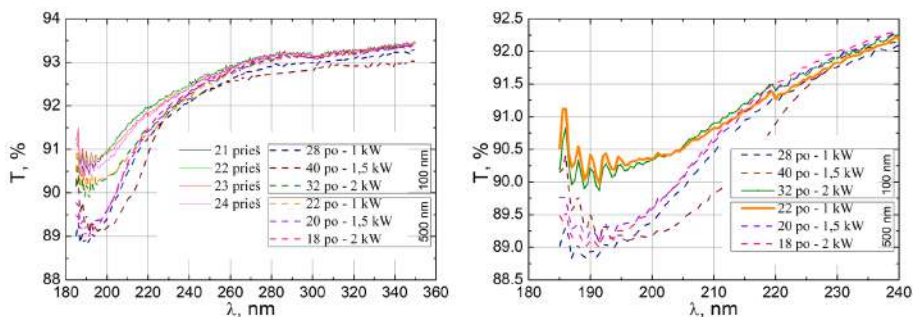 T, %
94
93
92
91
90
89
88
160 180 200 220 240 260 280 300 320 340 360
λ, nm
21 prieš
22 prieš
23 prieš
24 prieš
28 po - 1 kW
40 po - 1,5 kW
32 po - 2 kW
100 nm
22 po - 1 kW
20 po - 1,5 kW
18 po - 2 kW
500 nm
T, %
92.5
92.0
91.5
91.0
90.5
90.0
89.5
89.0
88.5
180 190 200 210 220 230 240
λ, nm
28 po - 1 kW
40 po - 1,5 kW
32 po - 2 kW
100 nm
22 po - 1 kW
20 po - 1,5 kW
18 po - 2 kW
500 nm